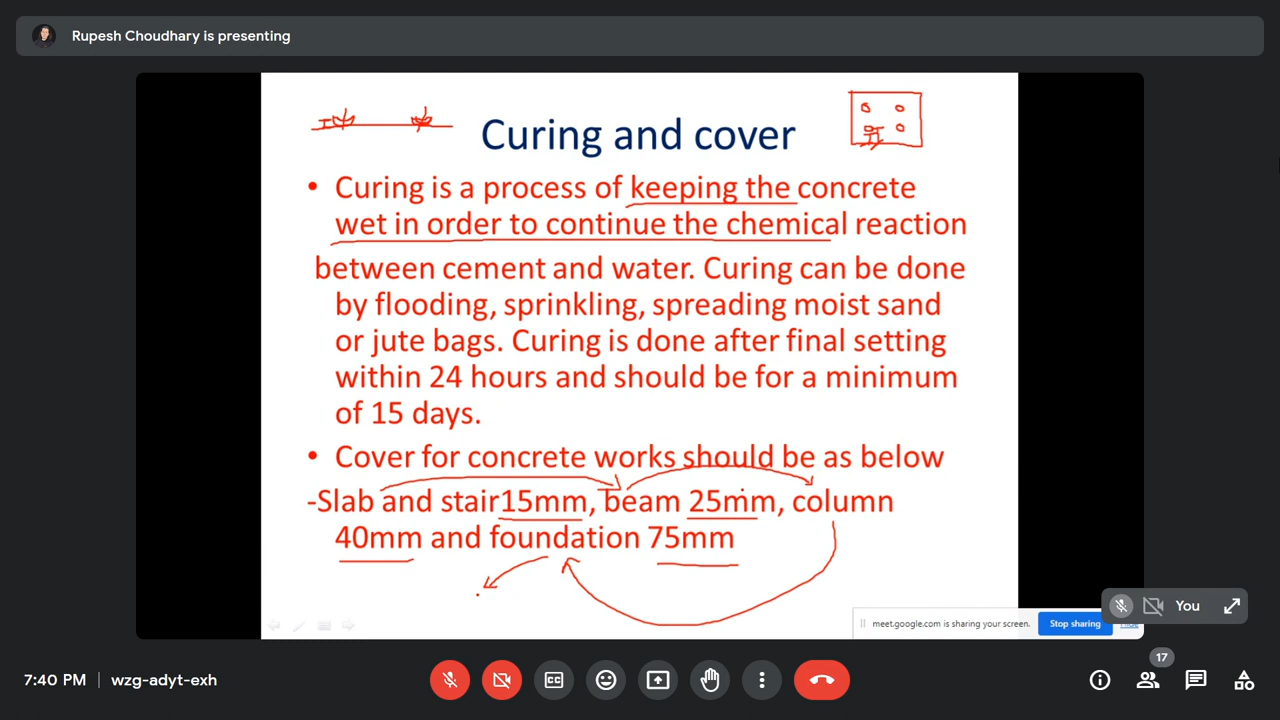 Rupesh Choudhary is presenting
Curing and cover
• Curing is a process of keeping the concrete
wet in order to continue the chemical reaction
between cement and water. Curing can be done
by flooding, sprinkling, spreading moist sand
or jute bags. Curing is done after final setting
within 24 hours and should be for a minimum
of 15 days.
• Cover for concrete works should be as below
-Slab and stair15mm, beam 25mm, column
40mm and foundation 75mm
You
meet.google.com is sharing your screen.
Stop sharing
Hide
17
7:40 PM
wzg-adyt-exh